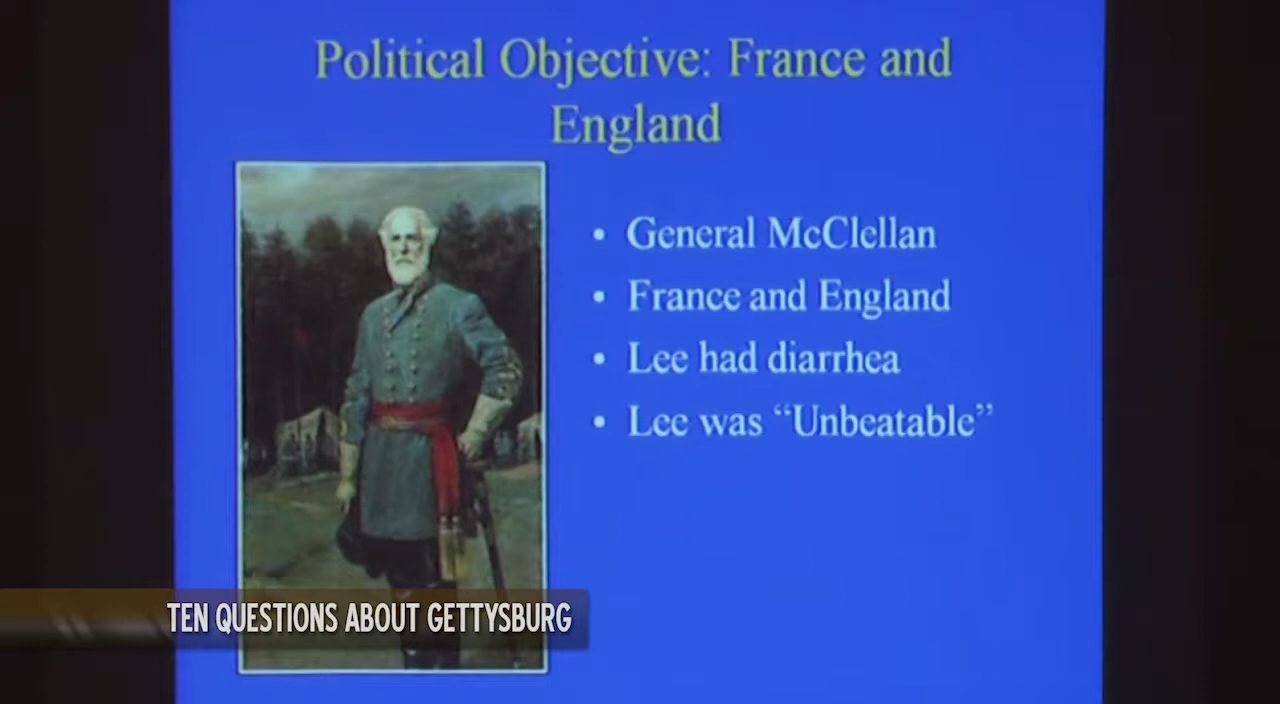 Political Objective: France and
England
• General McClellan
• France and England
• Lee had diarrhea
• Lee was “Unbeatable”
TEN QUESTIONS ABOUT GETTYSBURG